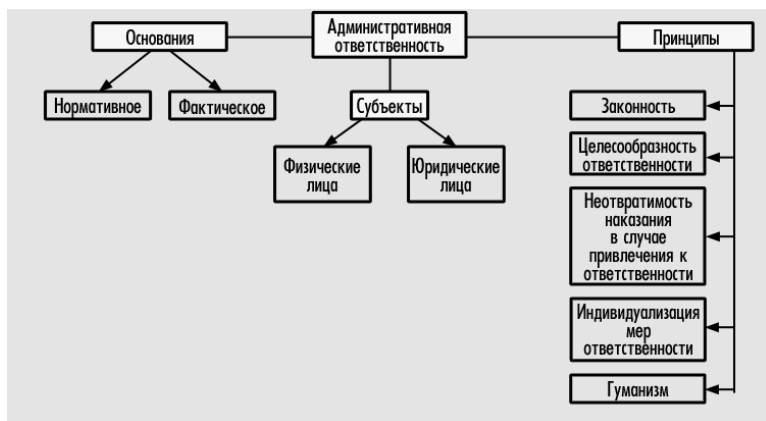 Административная
ответственность
Основания
Принципы
Нормативное
Фактическое
Субъекты
Физические
лица
Юридические
лица
Законность
Целесообразность
ответственности
Неотвратимость
наказания
в случае
привлечения к
ответственности
Индивидуализация
мер
ответственности
Гуманизм